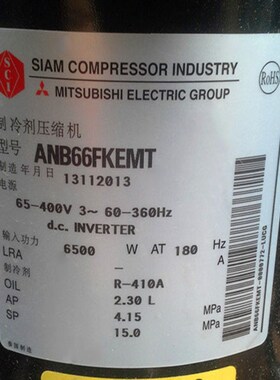 SCI
SIAM COMPRESSOR INDUSTRY
MITSUBISHI ELECTRIC GROUP
RoHS
制冷剂压缩机
型号 ANB66FKEMT
制造年月日 13112013
电源
65-400V 3~ 60-360Hz
d.c. INVERTER
输入功力 6500 W AT 180 Hz
LRA A
制冷剂 R-410A
OIL 2.30 L
AP 4.15 MPa
SP 15.0 MPa